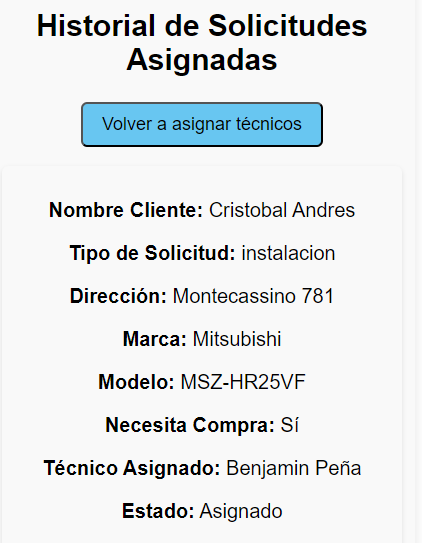 Historial de Solicitudes
Asignadas
Volver a asignar técnicos
Nombre Cliente: Cristobal Andres
Tipo de Solicitud: instalacion
Dirección: Montecassino 781
Marca: Mitsubishi
Modelo: MSZ-HR25VF
Necesita Compra: Sí
Técnico Asignado: Benjamin Peña
Estado: Asignado